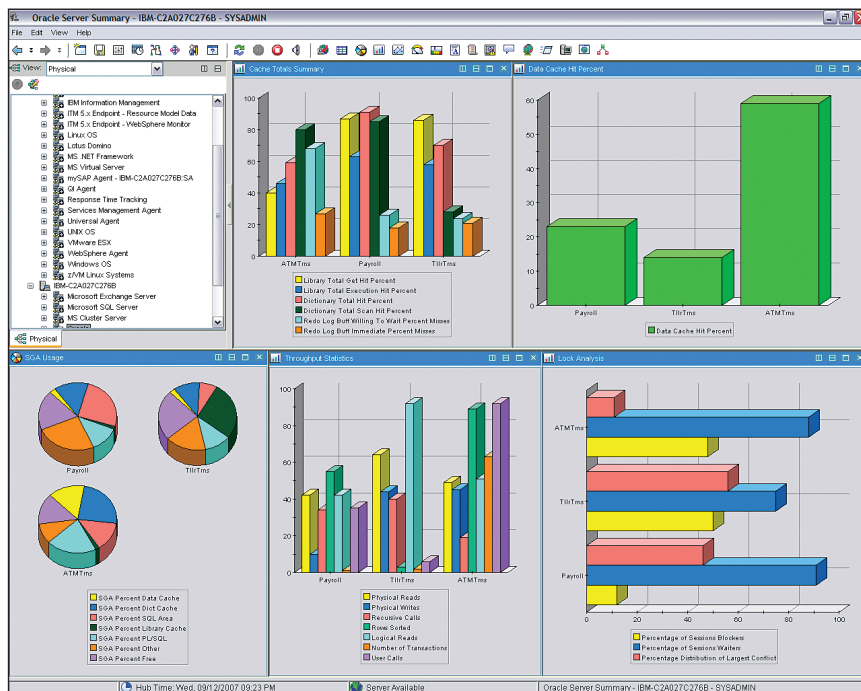 Oracle Server Summary - IBM-C2A027C276B - SYSADMIN
File Edit View Help
View: Physical
IBM Information Management
ITM 5.x Endpoint - Resource Model Data
ITM 5.x Endpoint - WebSphere Monitor
Linux OS
Lotus Domino
MS .NET Framework
MS Virtual Server
mySAP Agent - IBM-C2A027C276B:SA
QI Agent
Response Time Tracking
Services Management Agent
Universal Agent
UNIX OS
VMware ESX
WebSphere Agent
Windows OS
z/VM Linux Systems
IBM-C2A027C276B
Microsoft Exchange Server
Microsoft SQL Server
MS Cluster Server
Physical
Cache Totals Summary
100
80
60
40
20
0
ATMTrns Payroll TllrTrns
Library Total Get Hit Percent
Library Total Execution Hit Percent
Dictionary Total Hit Percent
Dictionary Total Scan Hit Percent
Redo Log Buff Willing To Wait Percent Misses
Redo Log Buff Immediate Percent Misses
Data Cache Hit Percent
60
50
40
30
20
10
0
Payroll TllrTrns ATMTrns
Data Cache Hit Percent
SGA Usage
Payroll TllrTrns
ATMTrns
SGA Percent Data Cache
SGA Percent Dict Cache
SGA Percent SQL Area
SGA Percent Library Cache
SGA Percent PL/SQL
SGA Percent Other
SGA Percent Free
Throughput Statistics
100
80
60
40
20
0
Payroll TllrTrns ATMTrns
Physical Reads
Physical Writes
Recursive Calls
Rows Sorted
Logical Reads
Number of Transactions
User Calls
Lock Analysis
ATMTrns
TllrTrns
Payroll
0 20 40 60 80 100
Percentage of Sessions Blockers
Percentage of Sessions Waiters
Percentage Distribution of Largest Conflict
Hub Time: Wed, 09/12/2007 09:23 PM
Server Available
Oracle Server Summary - IBM-C2A027C276B - SYSADMIN